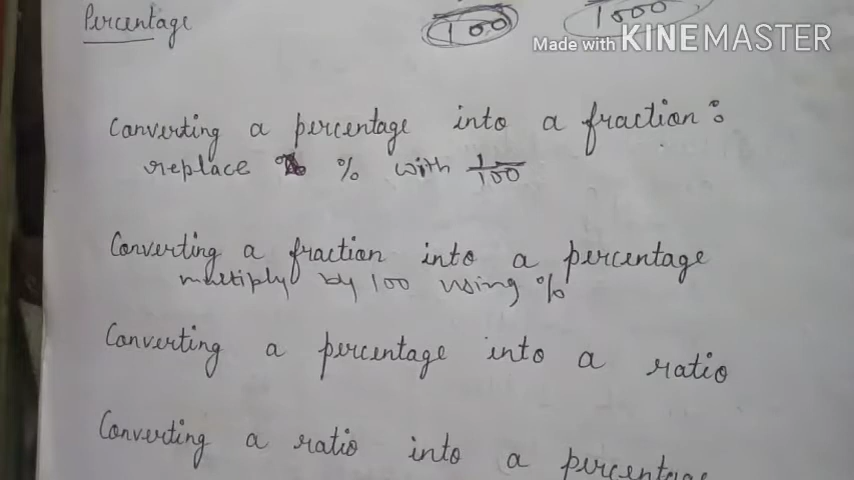 Percentage
100
1000
Made with KINEMASTER
Converting a percentage into a fraction:
replace % with 1/100
Converting a fraction into a percentage
multiply by 100 using %
Converting a percentage into a ratio
Converting a ratio into a percentage